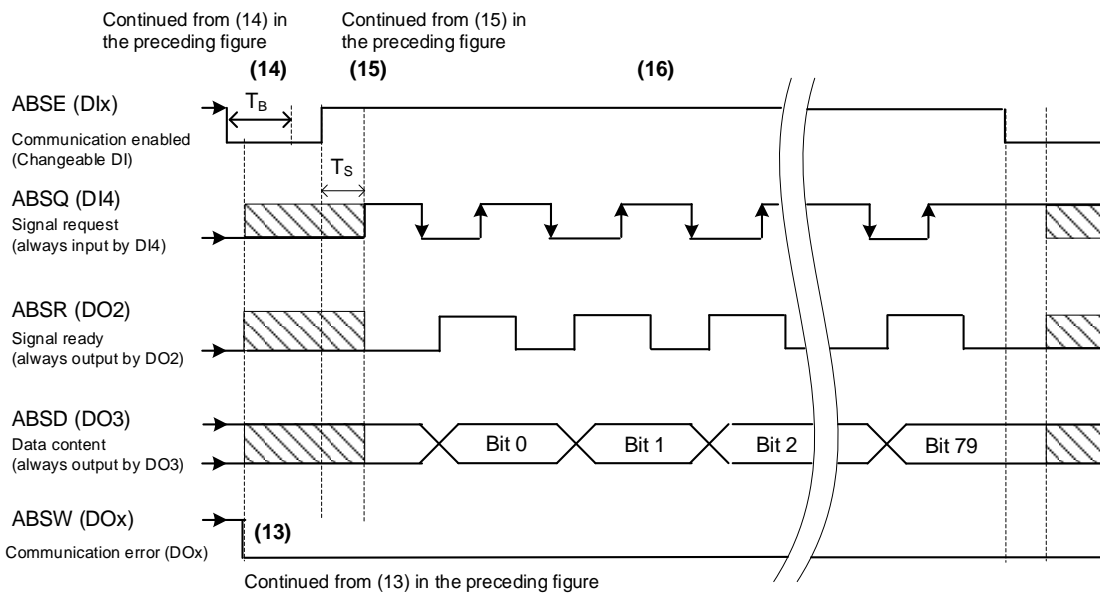 Continued from (14) in
the preceding figure
Continued from (15) in
the preceding figure
(14)
(15)
(16)
ABSE (DIx)
TB
Communication enabled
(Changeable DI)
TS
ABSQ (DI4)
Signal request
(always input by DI4)
ABSR (DO2)
Signal ready
(always output by DO2)
ABSD (DO3)
Data content
(always output by DO3)
Bit 0
Bit 1
Bit 2
Bit 79
ABSW (DOx)
(13)
Communication error (DOx)
Continued from (13) in the preceding figure